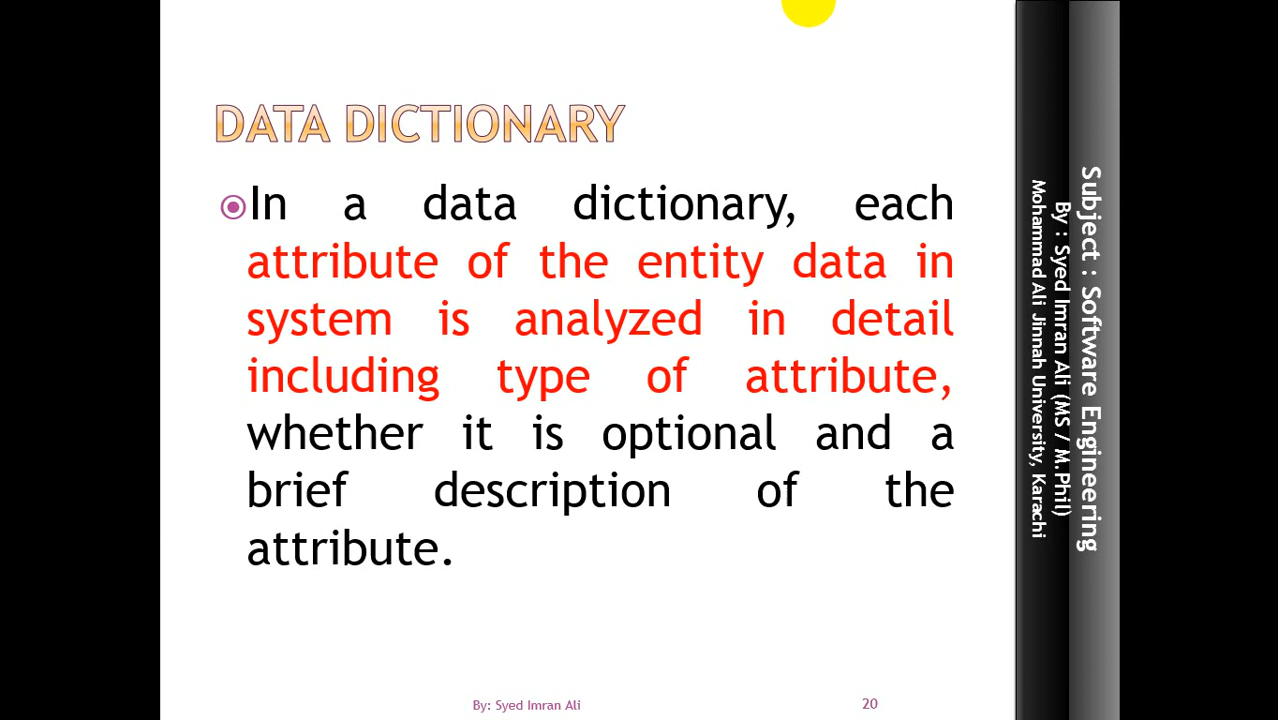 DATA DICTIONARY
In a data dictionary, each
attribute of the entity data in
system is analyzed in detail
including type of attribute,
whether it is optional and a
brief description of the
attribute.
By: Syed Imran Ali
20
Subject : Software Engineering
By : Syed Imran Ali (MS / M.Phil)
Mohammad Ali Jinnah University, Karachi